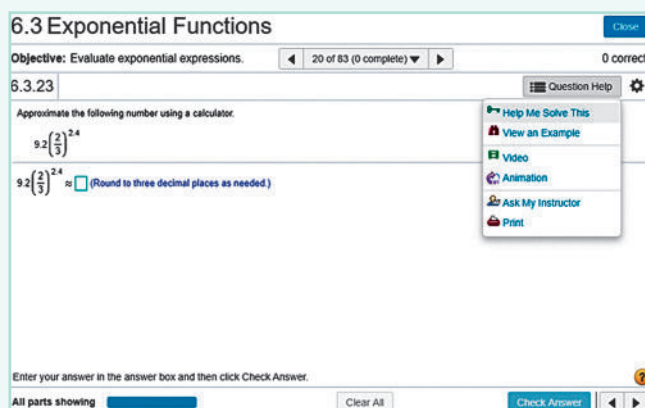 6.3 Exponential Functions
Close
Objective: Evaluate exponential expressions.
20 of 83 (0 complete)
0 correct
6.3.23
Question Help
Approximate the following number using a calculator.
9.2(2/3)^2.4
9.2(2/3)^2.4 ≈ (Round to three decimal places as needed.)
Help Me Solve This
View an Example
Video
Animation
Ask My Instructor
Print
Enter your answer in the answer box and then click Check Answer.
?
All parts showing
Clear All
Check Answer